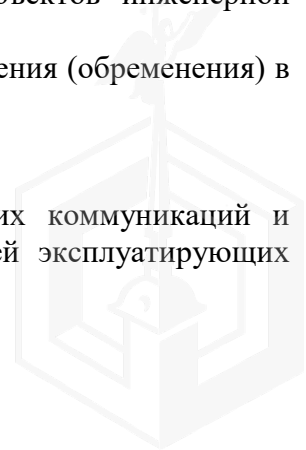 объектов инженерной
ения (обременения) в
их коммуникаций и
ей эксплуатирующих